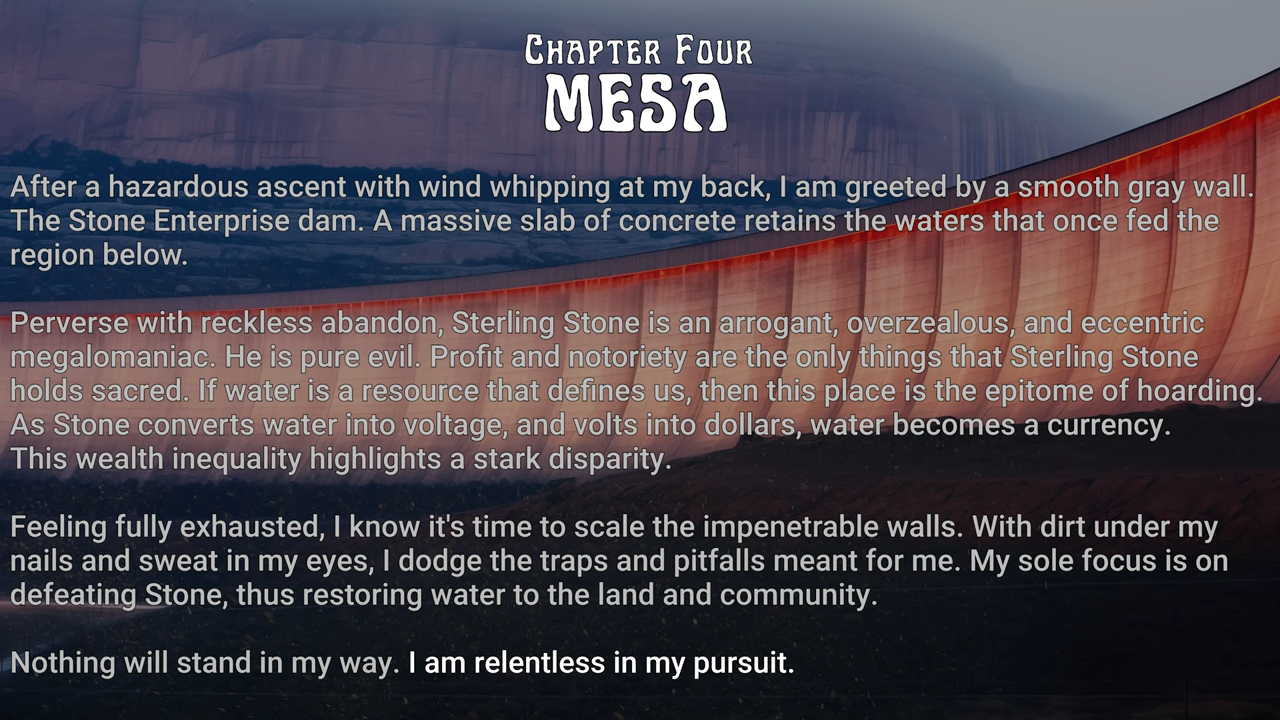 Chapter Four
MESA
After a hazardous ascent with wind whipping at my back, I am greeted by a smooth gray wall.
The Stone Enterprise dam. A massive slab of concrete retains the waters that once fed the
region below.
Perverse with reckless abandon, Sterling Stone is an arrogant, overzealous, and eccentric
megalomaniac. He is pure evil. Profit and notoriety are the only things that Sterling Stone
holds sacred. If water is a resource that defines us, then this place is the epitome of hoarding.
As Stone converts water into voltage, and volts into dollars, water becomes a currency.
This wealth inequality highlights a stark disparity.
Feeling fully exhausted, I know it's time to scale the impenetrable walls. With dirt under my
nails and sweat in my eyes, I dodge the traps and pitfalls meant for me. My sole focus is on
defeating Stone, thus restoring water to the land and community.
Nothing will stand in my way. I am relentless in my pursuit.